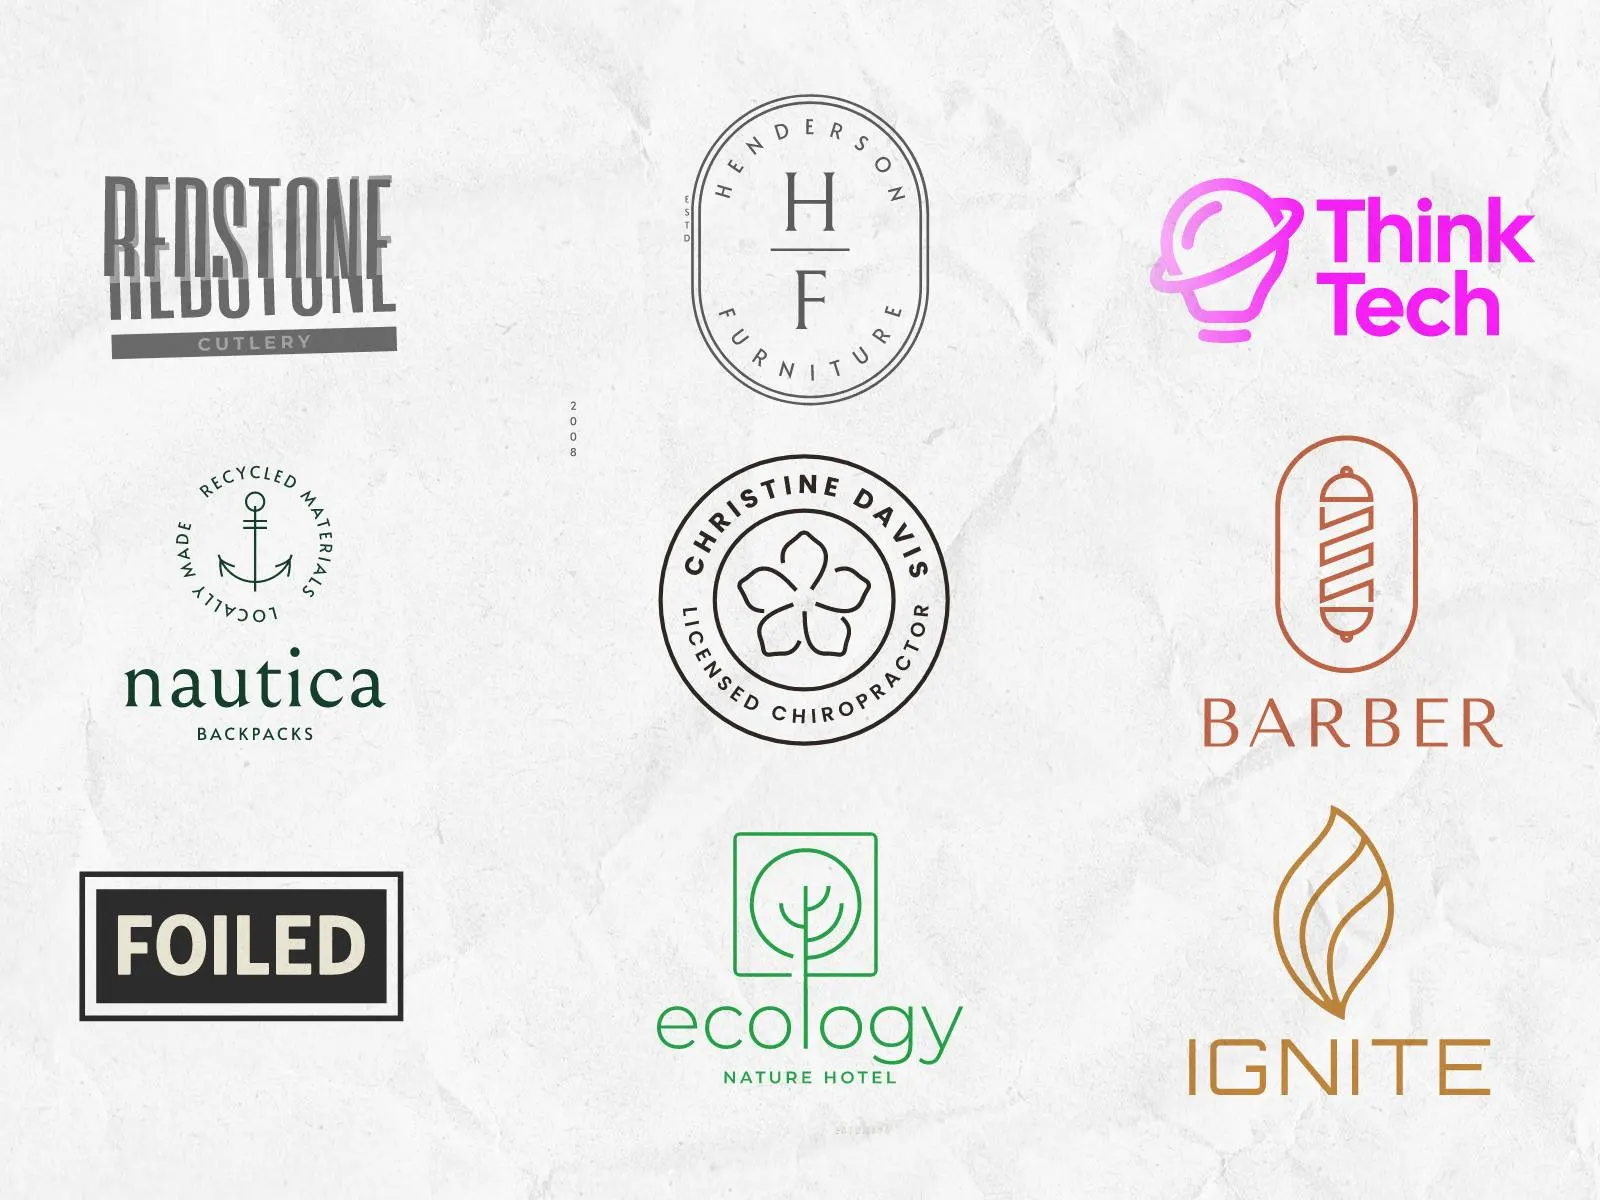 REDSTONE
CUTLERY
HENDERSON
ESTD
H
F
FURNITURE
2008
Think
Tech
RECYCLED MATERIALS
LOCALLY MADE
nautica
BACKPACKS
CHRISTINE DAVIS
LICENSED CHIROPRACTOR
BARBER
FOILED
ecology
NATURE HOTEL
IGNITE